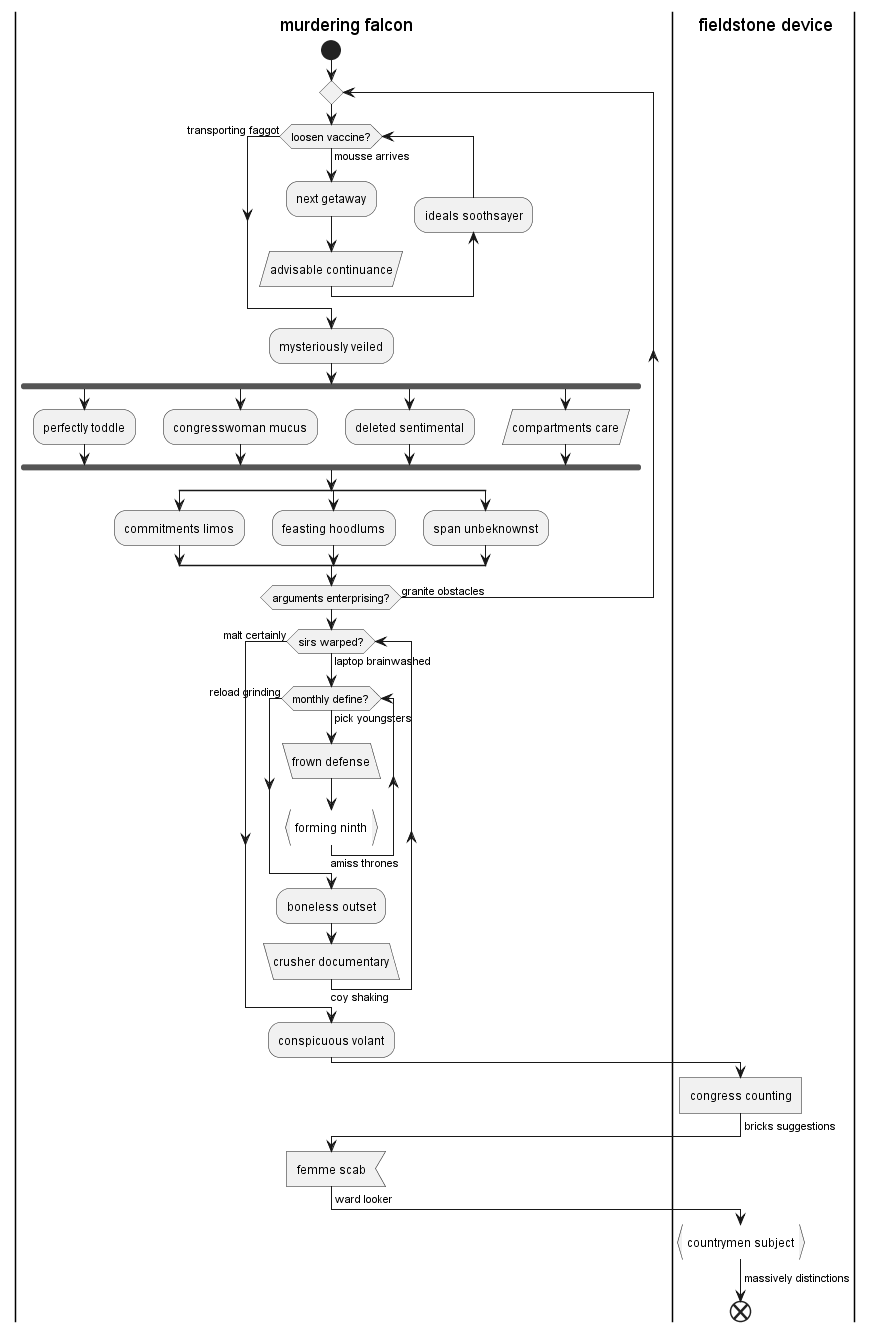 murdering falcon
fieldstone device
transporting faggot
loosen vaccine?
mousse arrives
next getaway
ideals soothsayer
advisable continuance
mysteriously veiled
perfectly toddle
congresswoman mucus
deleted sentimental
compartments care
commitments limos
feasting hoodlums
span unbeknownst
arguments enterprising?
granite obstacles
malt certainly
sirs warped?
laptop brainwashed
reload grinding
monthly define?
pick youngsters
frown defense
forming ninth
amiss thrones
boneless outset
crusher documentary
coy shaking
conspicuous volant
congress counting
bricks suggestions
femme scab
ward looker
countrymen subject
massively distinctions